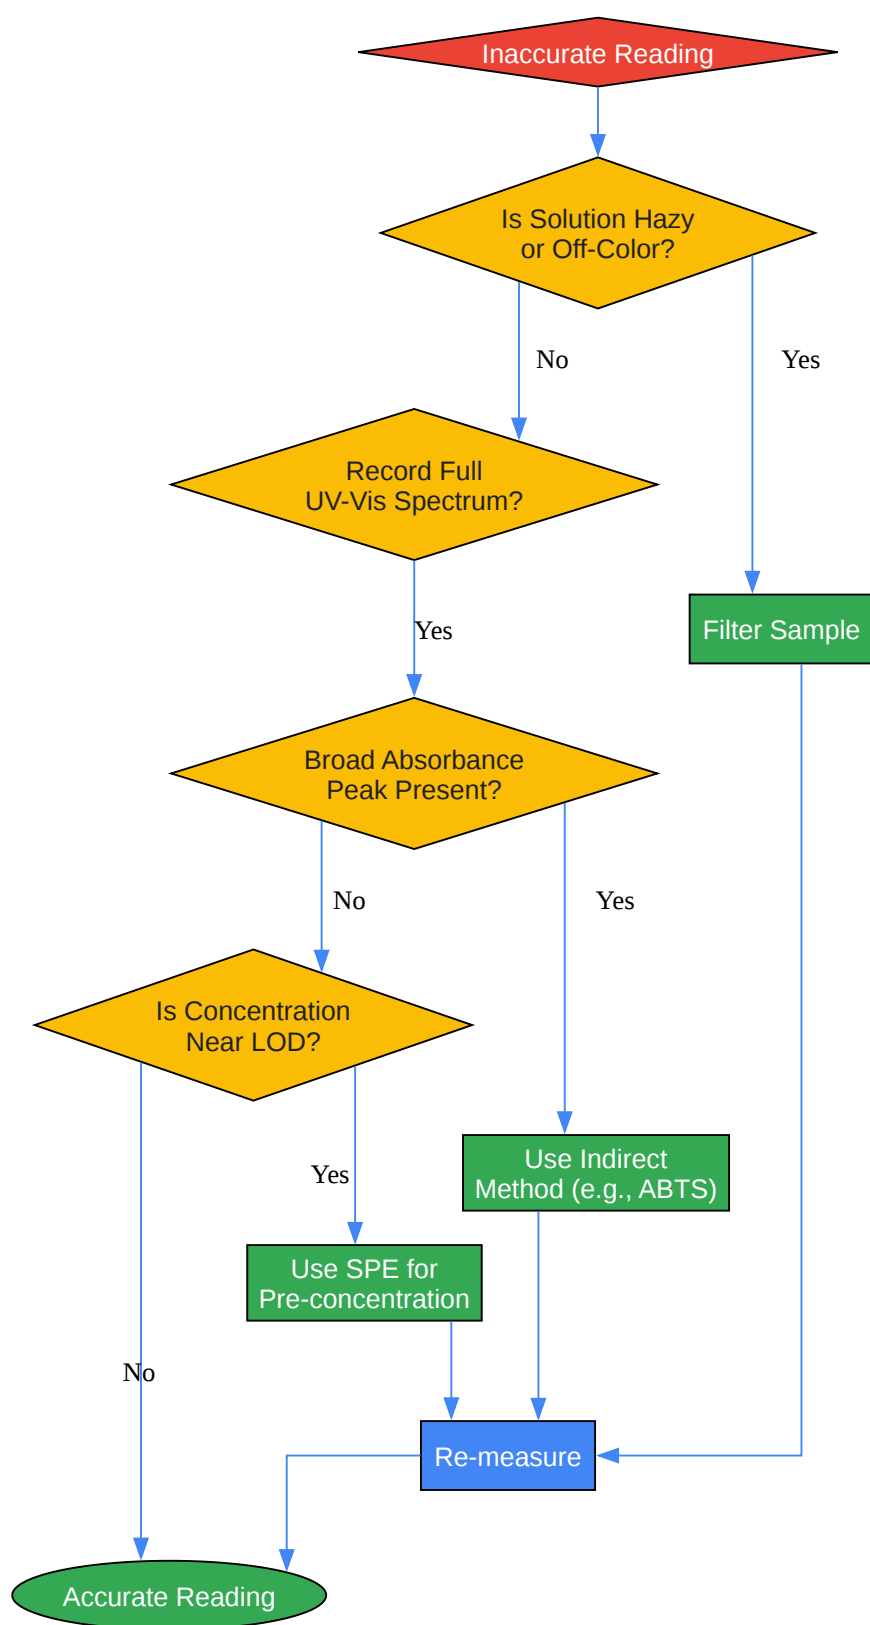 Inaccurate Reading
Is Solution Hazy
or Off-Color?
No
Yes
Record Full
UV-Vis Spectrum?
Yes
Filter Sample
Broad Absorbance
Peak Present?
No
Yes
Is Concentration
Near LOD?
Yes
Use Indirect
Method (e.g., ABTS)
Use SPE for
Pre-concentration
No
Re-measure
Accurate Reading